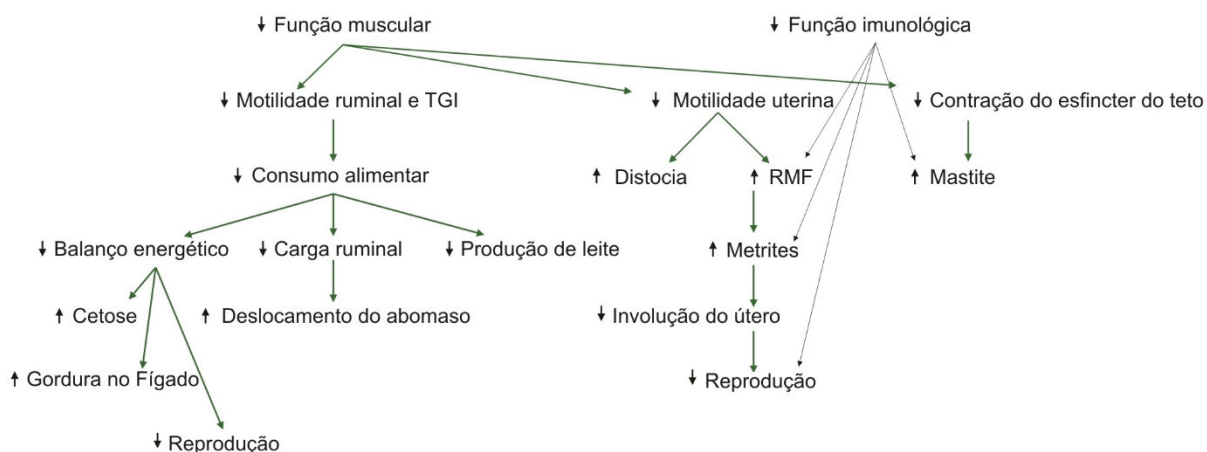 ↓ Função muscular
↓ Função imunológica
↓ Motilidade ruminal e TGI
↓ Motilidade uterina
↓ Contração do esfincter do teto
↓ Consumo alimentar
↑ Distocia
↑ RMF
↑ Mastite
↓ Balanço energético
↓ Carga ruminal
↓ Produção de leite
↑ Metrites
↑ Cetose
↑ Deslocamento do abomaso
↓ Involução do útero
↑ Gordura no Fígado
↓ Reprodução
↓ Reprodução